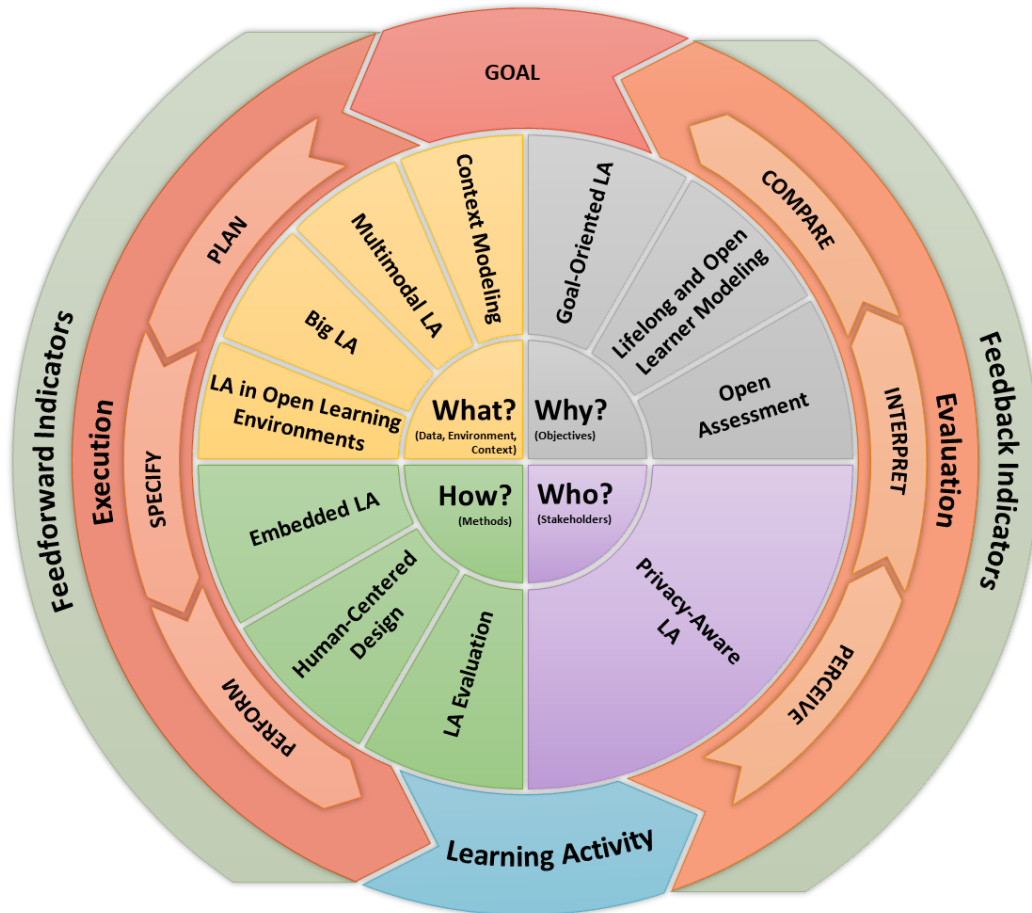 GOAL
COMPARE
INTERPRET
PERCEIVE
Evaluation
Feedback Indicators
Learning Activity
PERFORM
SPECIFY
PLAN
Execution
Feedforward Indicators
What?
(Data, Environment,
Context)
LA in Open Learning
Environments
Big LA
Multimodal LA
Context Modeling
Why?
(Objectives)
Goal-Oriented LA
Lifelong and Open
Learner Modeling
Open
Assessment
How?
(Methods)
Embedded LA
Human-Centered
Design
LA Evaluation
Who?
(Stakeholders)
Privacy-Aware
LA